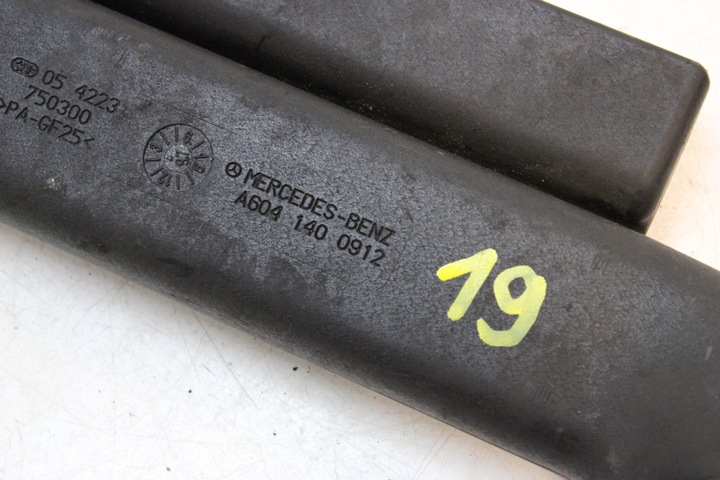 05 4223
750300
>PA-GF25<
MERCEDES-BENZ
A604 140 0912
19